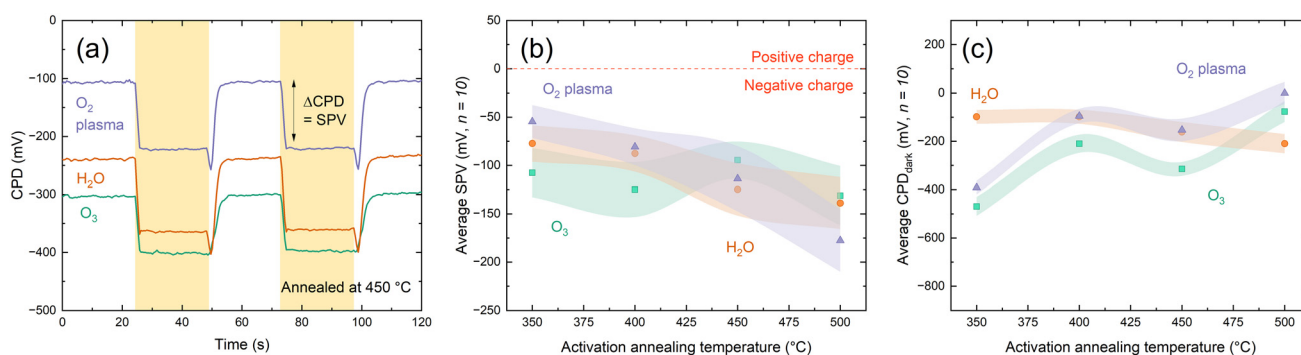 (a)
O₂
plasma
ΔCPD
= SPV
H₂O
O₃
Annealed at 450 °C
CPD (mV)
0
−100
−200
−300
−400
−500
0 20 40 60 80 100 120
Time (s)
(b)
Positive charge
Negative charge
O₂ plasma
O₃
H₂O
Average SPV (mV, n = 10)
50
0
−50
−100
−150
−200
−250
350 375 400 425 450 475 500
Activation annealing temperature (°C)
(c)
O₂ plasma
H₂O
O₃
Average CPD_dark (mV, n = 10)
200
0
−200
−400
−600
−800
350 375 400 425 450 475 500
Activation annealing temperature (°C)